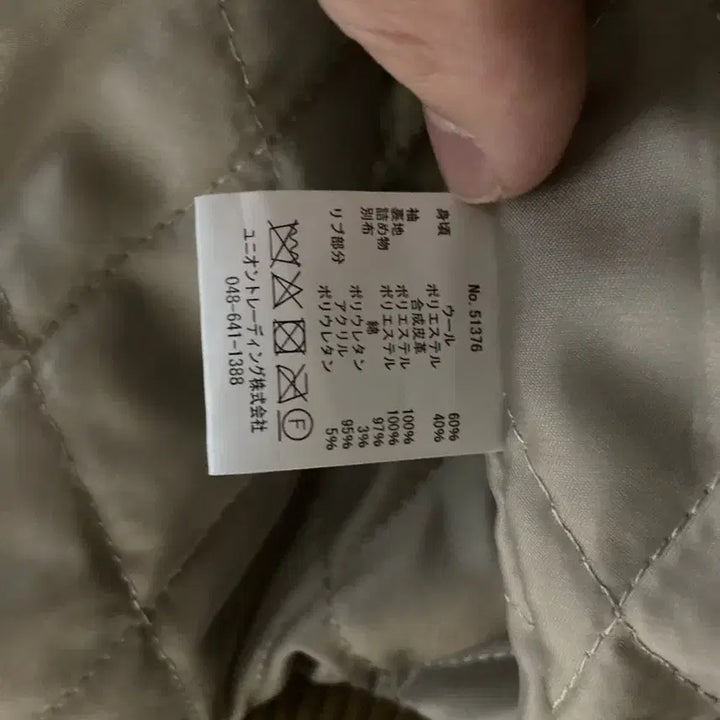 No. 51376
身頃 ウール 60%
ポリエステル 40%
袖 合成皮革
裏地 ポリエステル 100%
詰め物 ポリエステル 100%
別布 綿 97%
ポリウレタン 3%
リブ部分 アクリル 95%
ポリウレタン 5%
F
ユニオントレーディング株式会社
048-641-1388